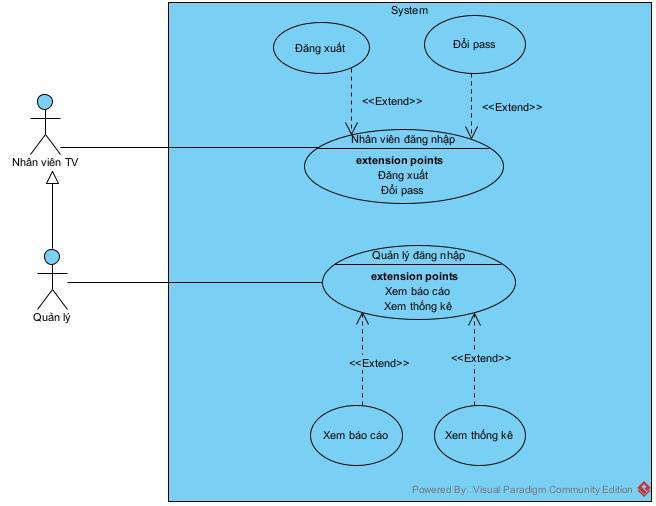 System
Đăng xuất
Đổi pass
<<Extend>>
<<Extend>>
Nhân viên TV
Nhân viên đăng nhập
extension points
Đăng xuất
Đổi pass
Quản lý
Quản lý đăng nhập
extension points
Xem báo cáo
Xem thống kê
<<Extend>>
<<Extend>>
Xem báo cáo
Xem thống kê
Powered By: Visual Paradigm Community Edition